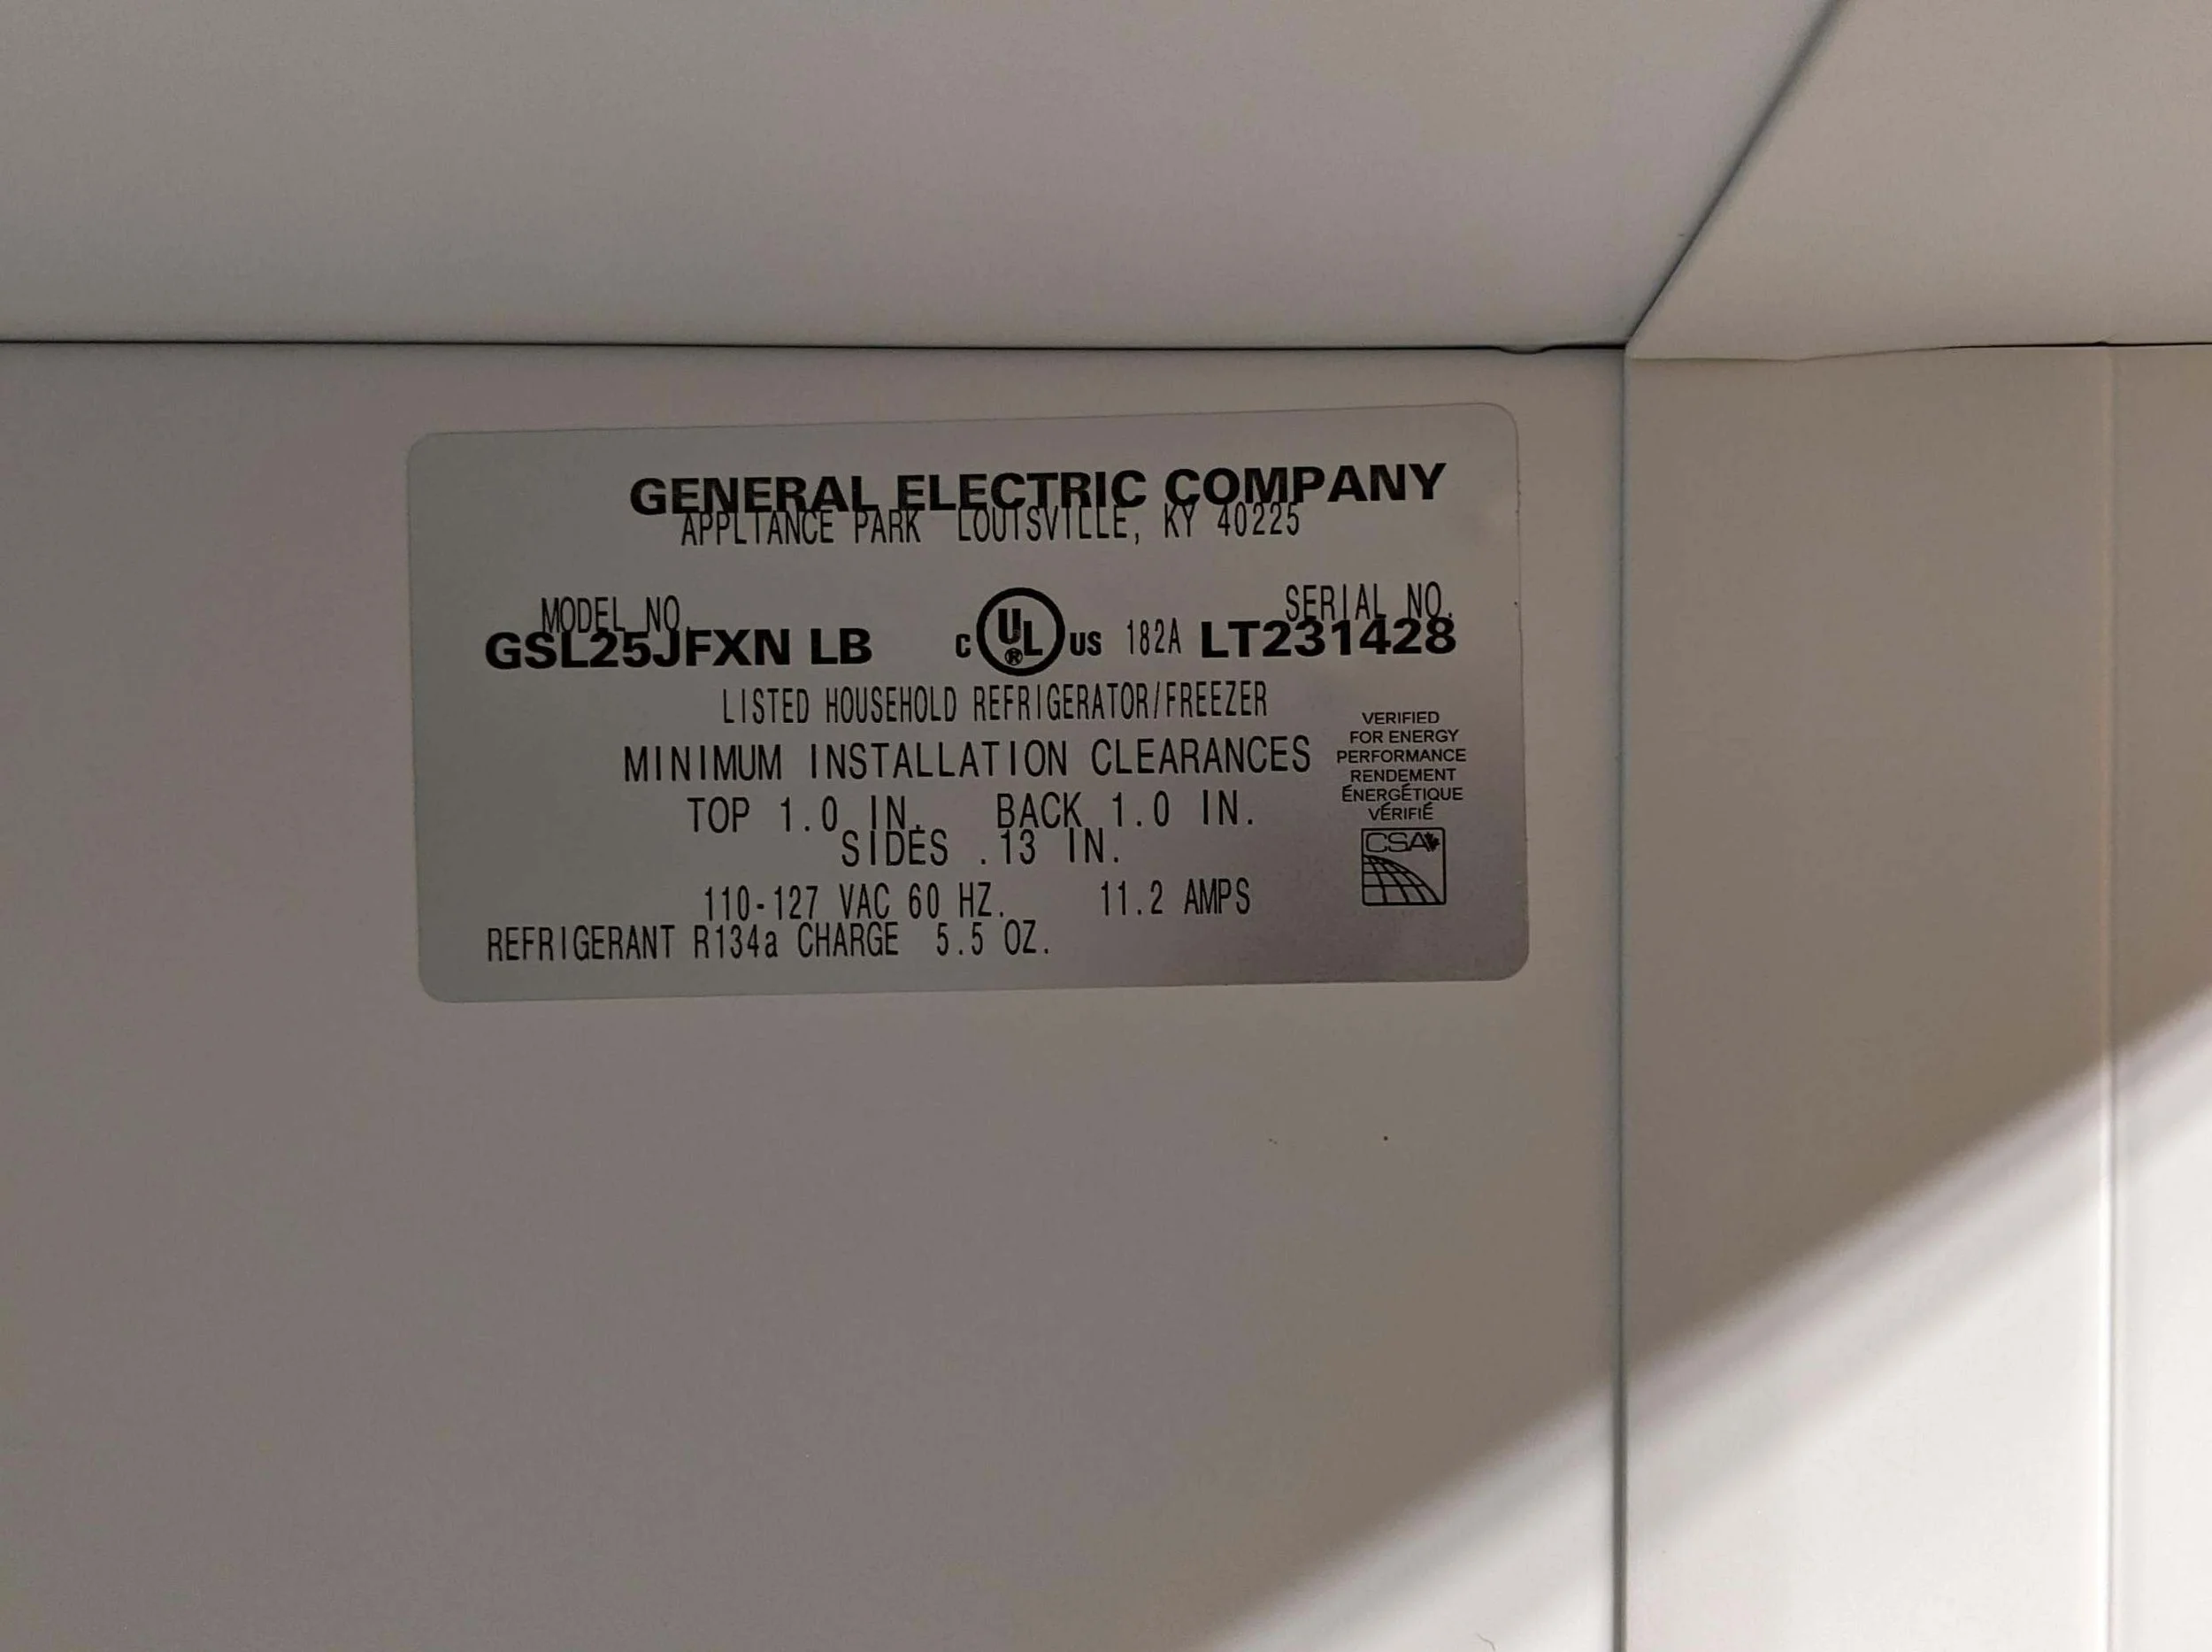 GENERAL ELECTRIC COMPANY
APPLIANCE PARK LOUISVILLE, KY 40225
MODEL NO. SERIAL NO.
GSL25JFXN LB C UL ® US 182A LT231428
LISTED HOUSEHOLD REFRIGERATOR/FREEZER
MINIMUM INSTALLATION CLEARANCES
TOP 1.0 IN. BACK 1.0 IN.
SIDES .13 IN.
110-127 VAC 60 HZ. 11.2 AMPS
REFRIGERANT R134a CHARGE 5.5 OZ.
VERIFIED
FOR ENERGY
PERFORMANCE
RENDEMENT
ÉNERGÉTIQUE
VÉRIFIÉ
CSA